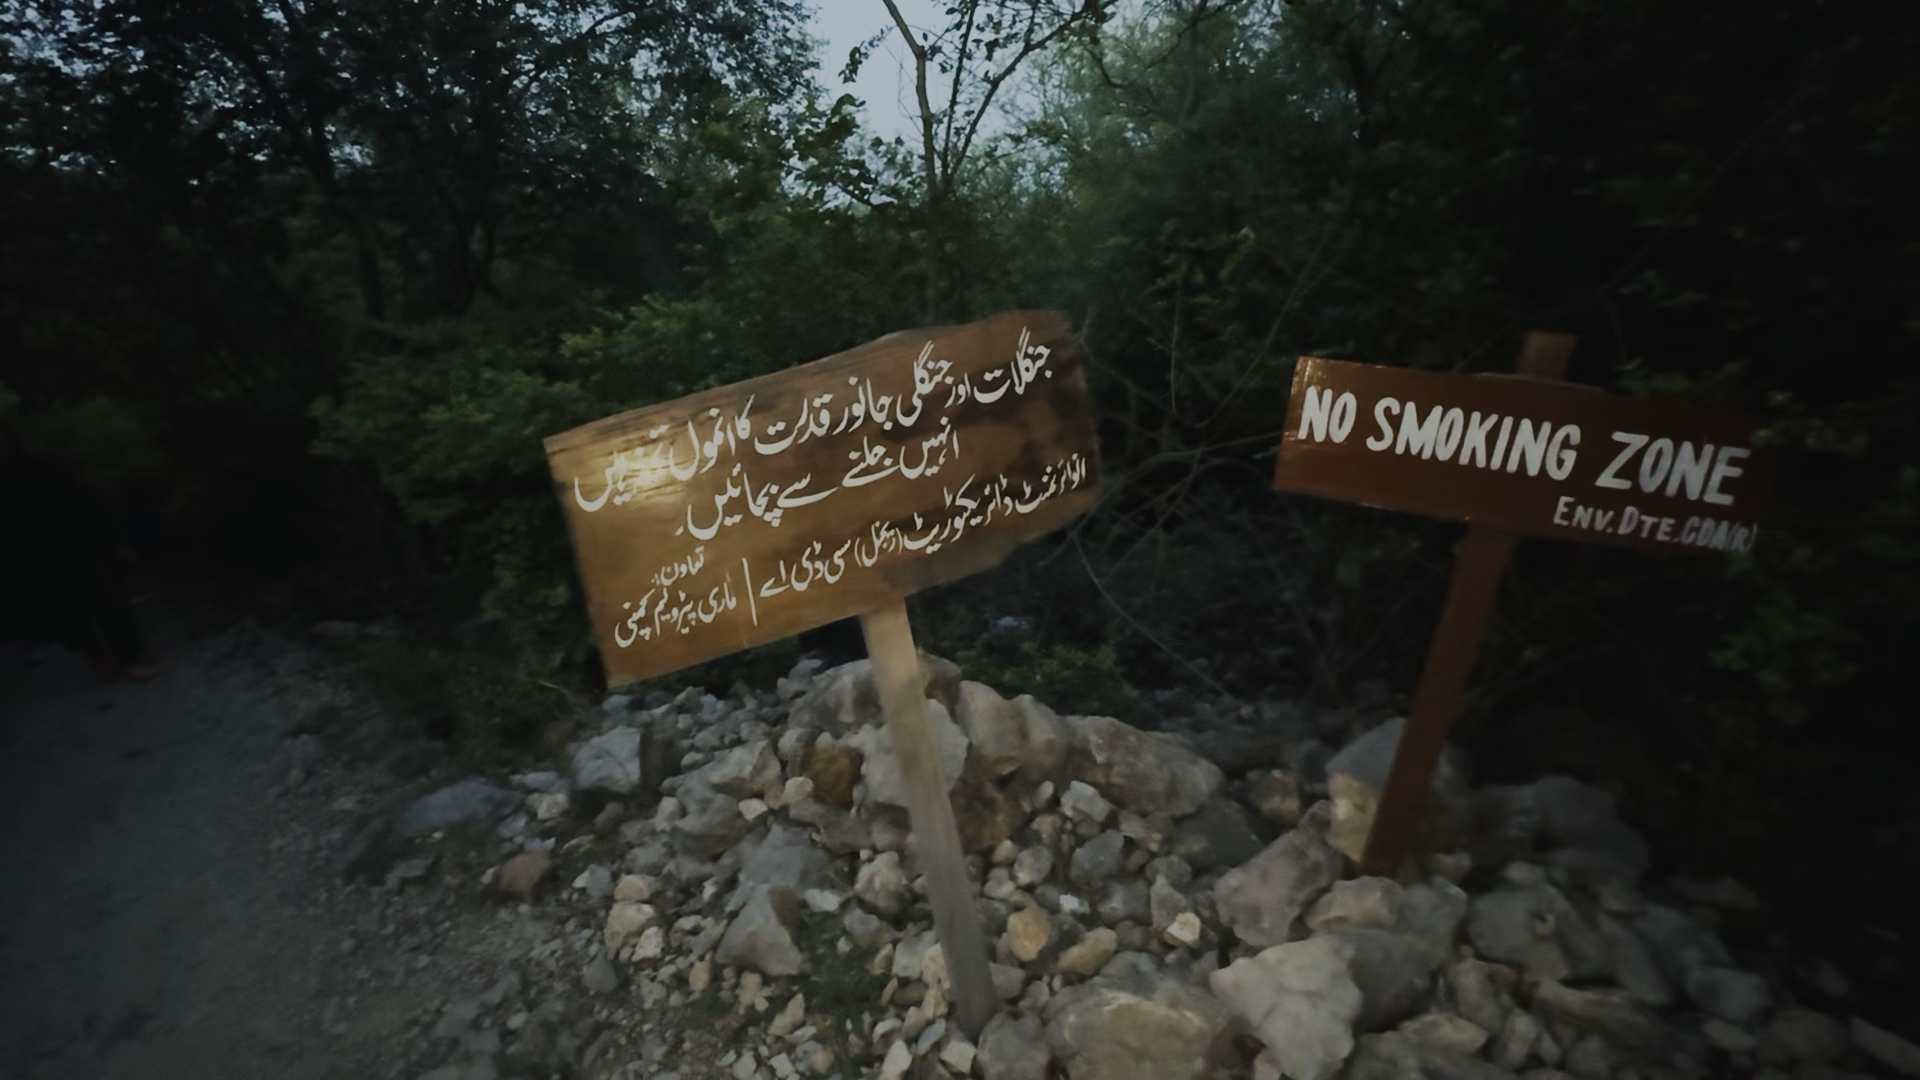 جنگلات اور جنگلی جانور قدرت کا انمول تحفہ ہیں
انہیں جلنے سے بچائیں۔
انوائرنمنٹ ڈائریکٹوریٹ (ریجنل) سی ڈی اے
تعاون:
ماری پیٹرولیم کمپنی
NO SMOKING ZONE
ENV. DTE. CDA(R)